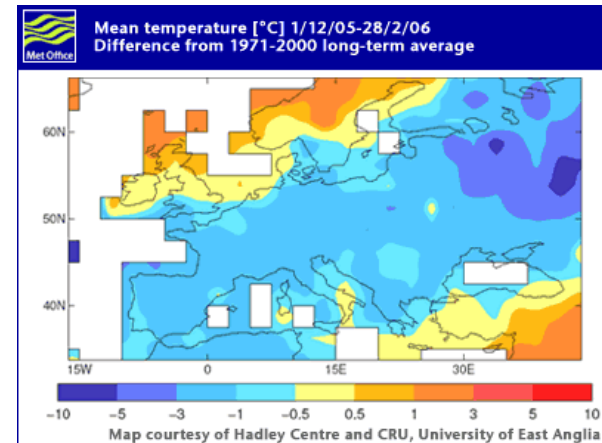 Mean temperature [°C] 1/12/05-28/2/06
Difference from 1971-2000 long-term average
Met Office
60N
50N
40N
15W 0 15E 30E
-10 -5 -3 -1 -0.5 0.5 1 3 5 10
Map courtesy of Hadley Centre and CRU, University of East Anglia